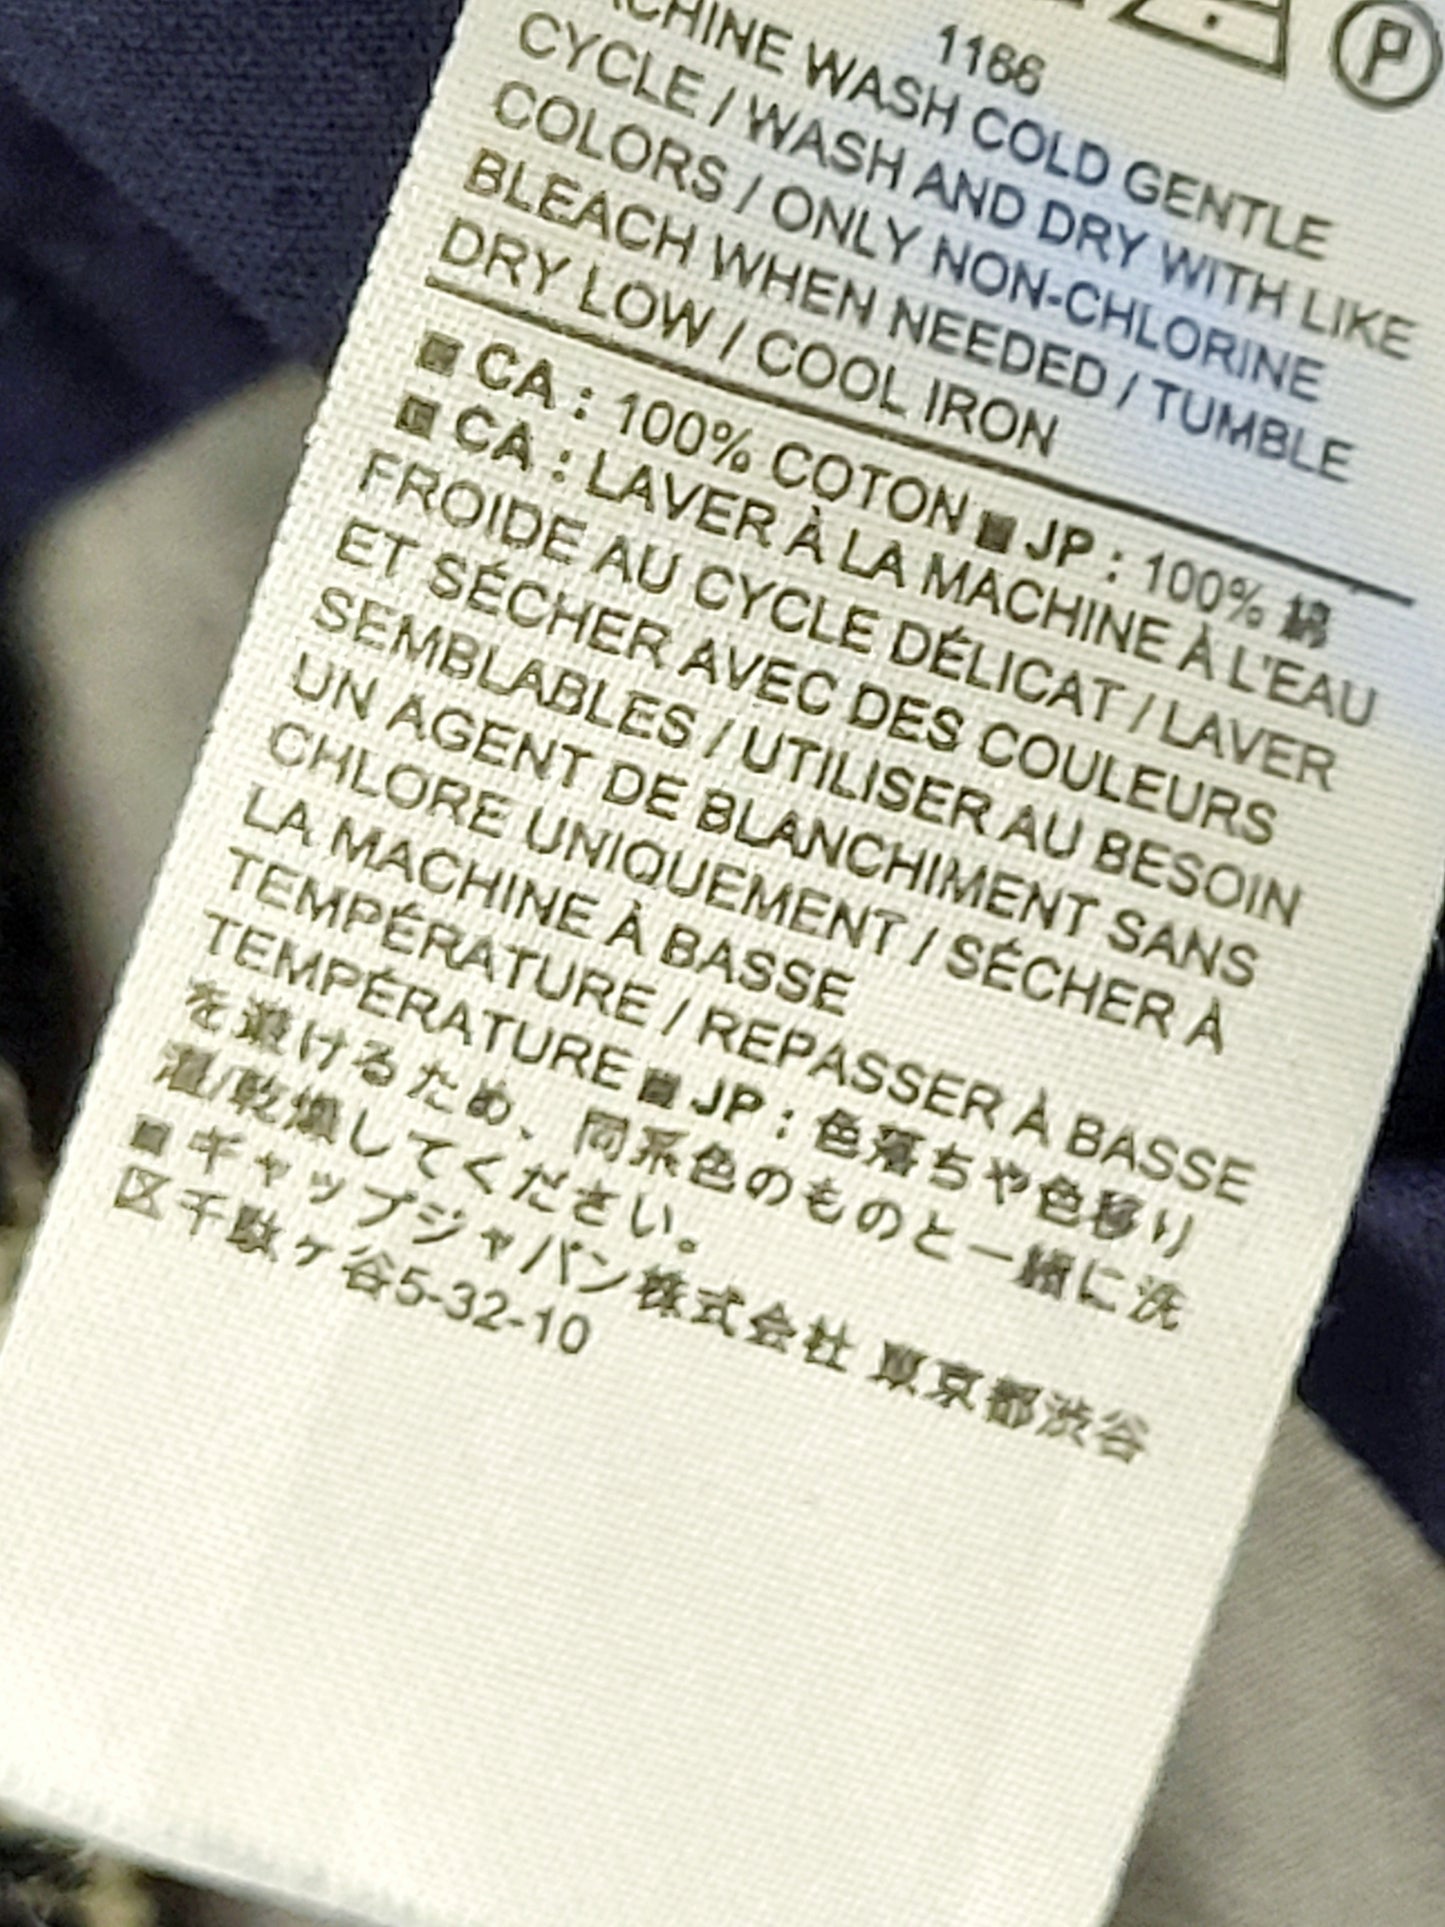 1166
MACHINE WASH COLD GENTLE
CYCLE / WASH AND DRY WITH LIKE
COLORS / ONLY NON-CHLORINE
BLEACH WHEN NEEDED / TUMBLE
DRY LOW / COOL IRON
■ CA : 100% COTON ■ JP : 100% 綿
■ CA : LAVER À LA MACHINE À L'EAU
FROIDE AU CYCLE DÉLICAT / LAVER
ET SÉCHER AVEC DES COULEURS
SEMBLABLES / UTILISER AU BESOIN
UN AGENT DE BLANCHIMENT SANS
CHLORE UNIQUEMENT / SÉCHER À
LA MACHINE À BASSE
TEMPÉRATURE / REPASSER À BASSE
TEMPÉRATURE ■ JP : 色落ちや色移り
を避けるため、同系色のものと一緒に洗
濯/乾燥してください。
■ ギャップジャパン株式会社 東京都渋谷
区千駄ヶ谷5-32-10
P